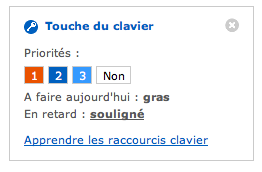 Touche du clavier
Priorités :
1 2 3 Non
A faire aujourd'hui : gras
En retard : souligné
Apprendre les raccourcis clavier